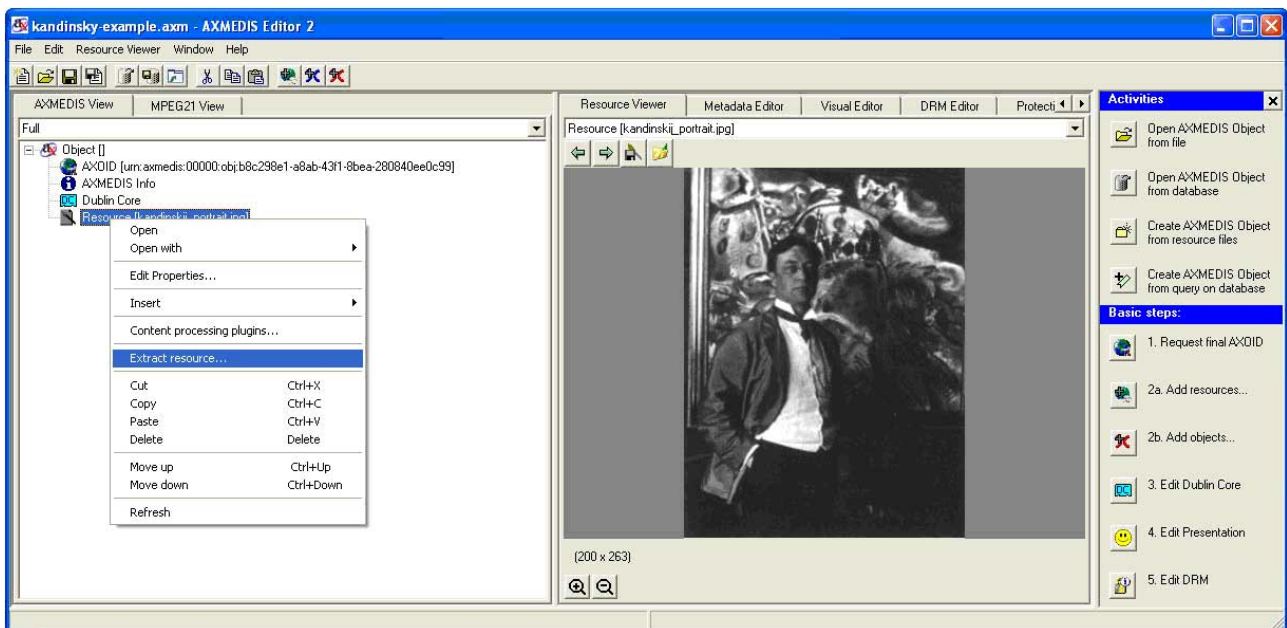 kandinsky-example.axm - AXMEDIS Editor 2
File Edit Resource Viewer Window Help
AXMEDIS View MPEG21 View
Full
Object []
AXOID [urn:axmedis:00000:obj:b8c298e1-a8ab-43f1-8bea-280840ee0c99]
AXMEDIS Info
DC Dublin Core
Resource [kandinskij_portrait.jpg]
Open
Open with
Edit Properties...
Insert
Content processing plugins...
Extract resource...
Cut Ctrl+X
Copy Ctrl+C
Paste Ctrl+V
Delete Delete
Move up Ctrl+Up
Move down Ctrl+Down
Refresh
Resource Viewer Metadata Editor Visual Editor DRM Editor Protecti
Resource [kandinskij_portrait.jpg]
(200 x 263)
Activities
Open AXMEDIS Object
from file
Open AXMEDIS Object
from database
Create AXMEDIS Object
from resource files
Create AXMEDIS Object
from query on database
Basic steps:
1. Request final AXOID
2a. Add resources...
2b. Add objects...
DC 3. Edit Dublin Core
4. Edit Presentation
5. Edit DRM